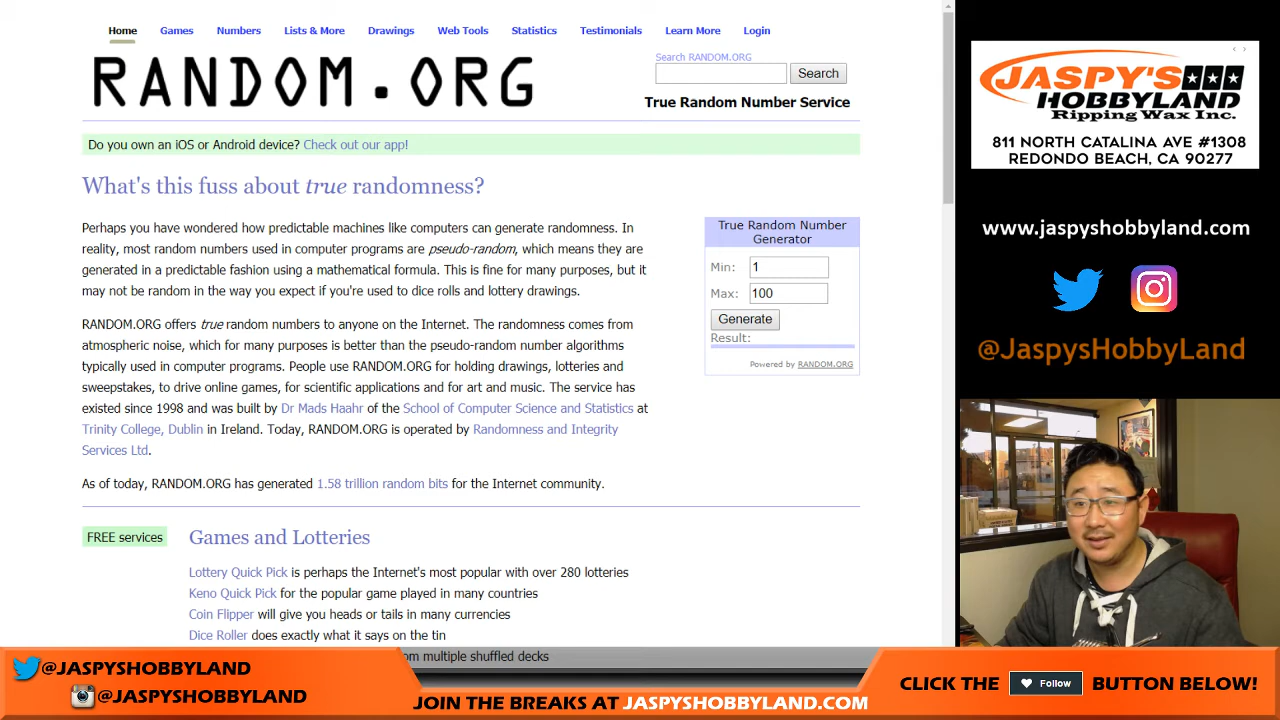 Home Games Numbers Lists & More Drawings Web Tools Statistics Testimonials Learn More Login
RANDOM.ORG
Search RANDOM.ORG
Search
True Random Number Service
Do you own an iOS or Android device? Check out our app!
What's this fuss about true randomness?
Perhaps you have wondered how predictable machines like computers can generate randomness. In
reality, most random numbers used in computer programs are pseudo-random, which means they are
generated in a predictable fashion using a mathematical formula. This is fine for many purposes, but it
may not be random in the way you expect if you're used to dice rolls and lottery drawings.
RANDOM.ORG offers true random numbers to anyone on the Internet. The randomness comes from
atmospheric noise, which for many purposes is better than the pseudo-random number algorithms
typically used in computer programs. People use RANDOM.ORG for holding drawings, lotteries and
sweepstakes, to drive online games, for scientific applications and for art and music. The service has
existed since 1998 and was built by Dr Mads Haahr of the School of Computer Science and Statistics at
Trinity College, Dublin in Ireland. Today, RANDOM.ORG is operated by Randomness and Integrity
Services Ltd.
As of today, RANDOM.ORG has generated 1.58 trillion random bits for the Internet community.
True Random Number
Generator
Min: 1
Max: 100
Generate
Result:
Powered by RANDOM.ORG
FREE services
Games and Lotteries
Lottery Quick Pick is perhaps the Internet's most popular with over 280 lotteries
Keno Quick Pick for the popular game played in many countries
Coin Flipper will give you heads or tails in many currencies
Dice Roller does exactly what it says on the tin
om multiple shuffled decks
JASPY'S
HOBBYLAND
Ripping Wax Inc.
811 NORTH CATALINA AVE #1308
REDONDO BEACH, CA 90277
www.jaspyshobbyland.com
@JaspysHobbyLand
@JASPYSHOBBYLAND
@JASPYSHOBBYLAND
JOIN THE BREAKS AT JASPYSHOBBYLAND.COM
CLICK THE Follow BUTTON BELOW!